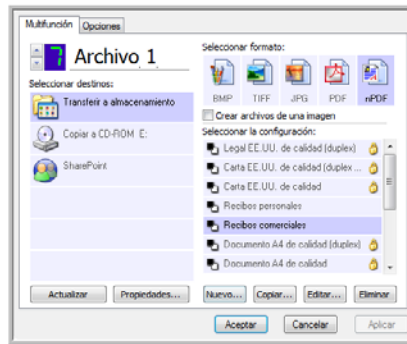 Multifunción Opciones
7 Archivo 1
Seleccionar destinos:
Transferir a almacenamiento
Copiar a CD-ROM E:
SharePoint
Actualizar Propiedades...
Seleccionar formato:
BMP TIFF JPG PDF nPDF
Crear archivos de una imagen
Seleccionar la configuración:
Legal EE.UU. de calidad (duplex)
Carta EE.UU. de calidad (duplex ...
Carta EE.UU. de calidad
Recibos personales
Recibos comerciales
Documento A4 de calidad (duplex)
Documento A4 de calidad
Nuevo... Copiar... Editar... Eliminar
Aceptar Cancelar Aplicar